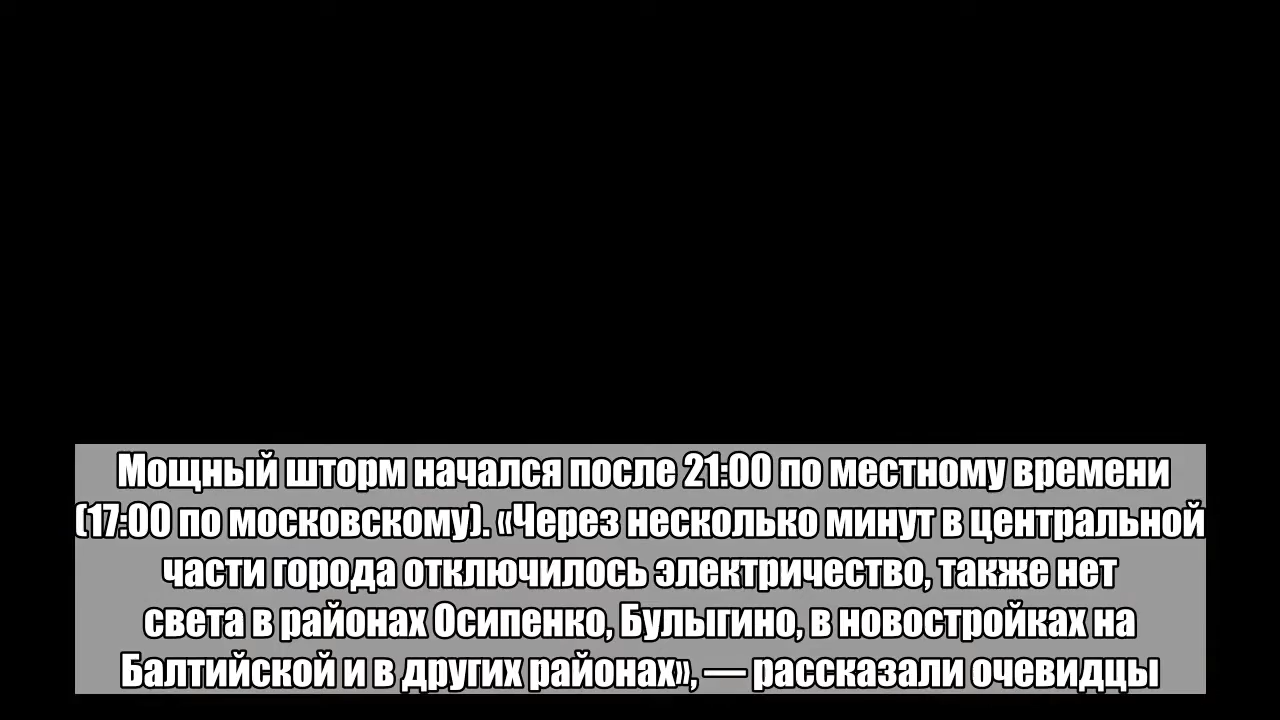 Мощный шторм начался после 21:00 по местному времени
(17:00 по московскому). «Через несколько минут в центральной
части города отключилось электричество, также нет
света в районах Осипенко, Булыгино, в новостройках на
Балтийской и в других районах», — рассказали очевидцы